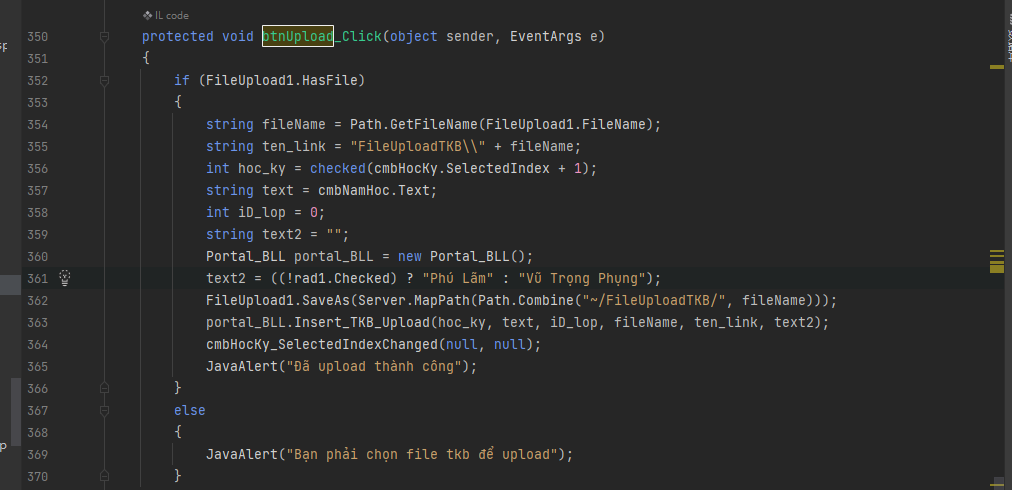 IL code
350 protected void btnUpload_Click(object sender, EventArgs e)
351 {
352 if (FileUpload1.HasFile)
353 {
354 string fileName = Path.GetFileName(FileUpload1.FileName);
355 string ten_link = "FileUploadTKB\\" + fileName;
356 int hoc_ky = checked(cmbHocKy.SelectedIndex + 1);
357 string text = cmbNamHoc.Text;
358 int iD_lop = 0;
359 string text2 = "";
360 Portal_BLL portal_BLL = new Portal_BLL();
361 text2 = ((!rad1.Checked) ? "Phú Lãm" : "Vũ Trọng Phụng");
362 FileUpload1.SaveAs(Server.MapPath(Path.Combine("~/FileUploadTKB/", fileName)));
363 portal_BLL.Insert_TKB_Upload(hoc_ky, text, iD_lop, fileName, ten_link, text2);
364 cmbHocKy_SelectedIndexChanged(null, null);
365 JavaAlert("Đã upload thành công");
366 }
367 else
368 {
369 JavaAlert("Bạn phải chọn file tkb để upload");
370 }